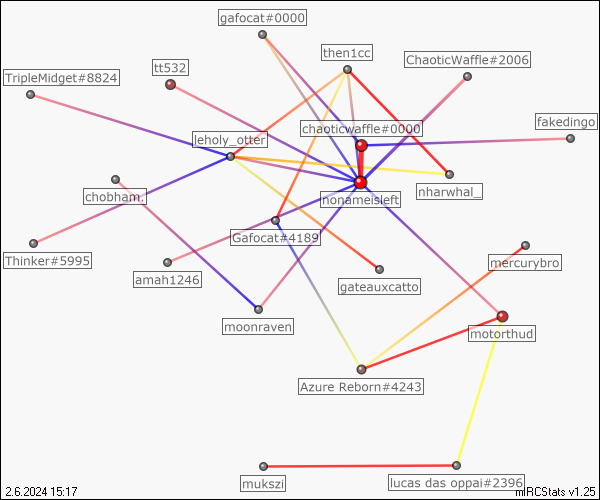 gafocat#0000
then1cc
ChaoticWaffle#2006
tt532
TripleMidget#8824
fakedingo
chaoticwaffle#0000
leholy_otter
nharwhal_
chobham.
nonameisleft
Gafocat#4189
Thinker#5995
mercurybro
amah1246
gateauxcatto
moonraven
motorthud
Azure Reborn#4243
mukszi
lucas das oppai#2396
2.6.2024 15:17
mIRCStats v1.25